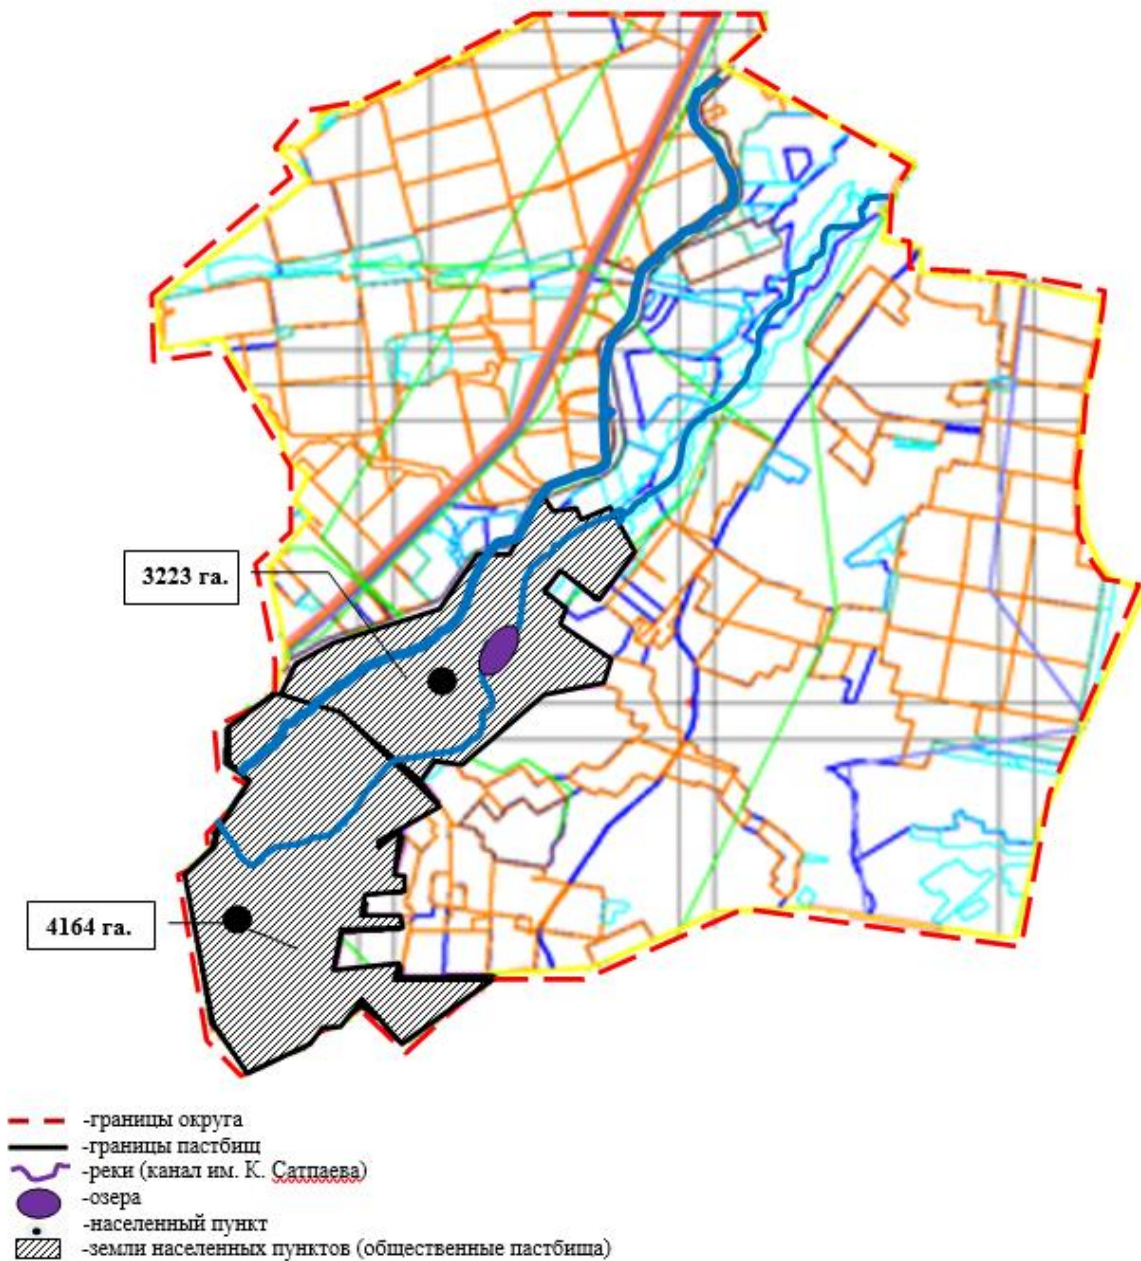 3223 га.
4164 га.
-границы округа
-границы пастбищ
-реки (канал им. К. Сатпаева)
-озера
-населенный пункт
-земли населенных пунктов (общественные пастбища)